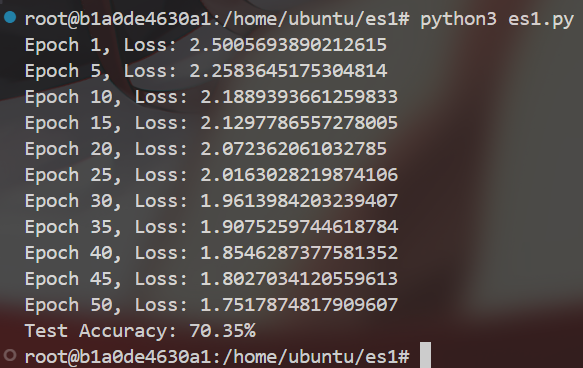 root@b1a0de4630a1:/home/ubuntu/es1# python3 es1.py
Epoch 1, Loss: 2.5005693890212615
Epoch 5, Loss: 2.2583645175304814
Epoch 10, Loss: 2.1889393661259833
Epoch 15, Loss: 2.1297786557278005
Epoch 20, Loss: 2.072362061032785
Epoch 25, Loss: 2.0163028219874106
Epoch 30, Loss: 1.9613984203239407
Epoch 35, Loss: 1.9075259744618784
Epoch 40, Loss: 1.8546287377581352
Epoch 45, Loss: 1.8027034120559613
Epoch 50, Loss: 1.7517874817909607
Test Accuracy: 70.35%
root@b1a0de4630a1:/home/ubuntu/es1#